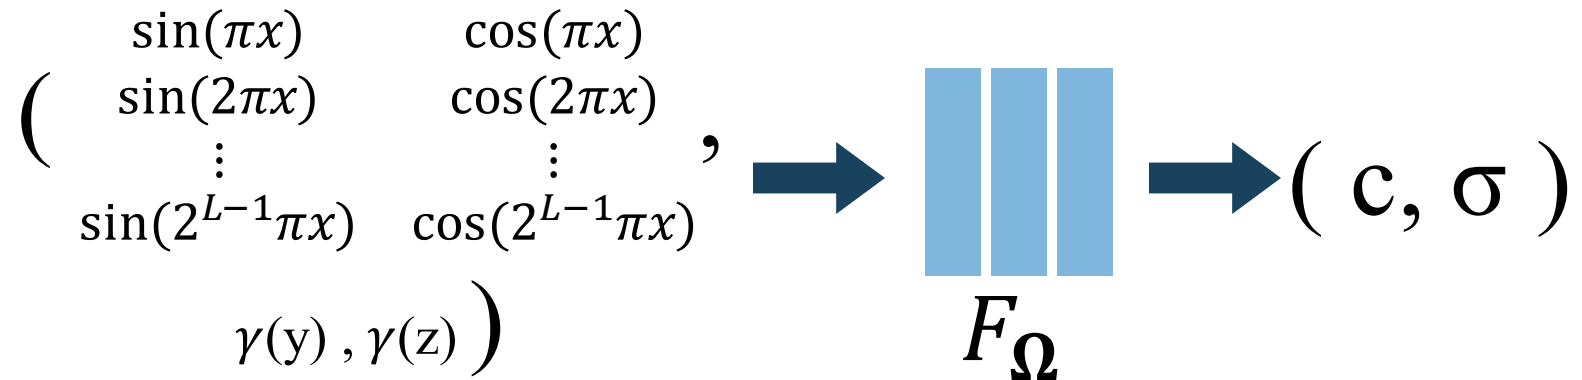 sin(πx) cos(πx)
( sin(2πx) cos(2πx) ,
⋮ ⋮
sin(2^{L−1}πx) cos(2^{L−1}πx)
γ(y) , γ(z) )
F_Ω
( c, σ )